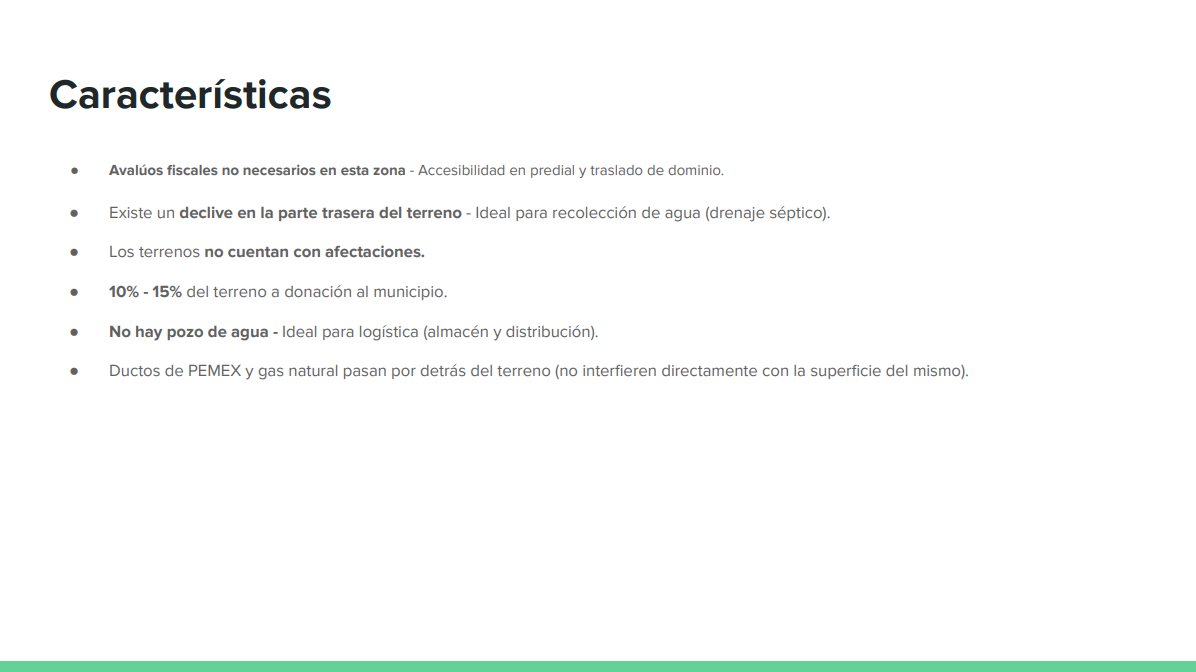 Características
● Avalúos fiscales no necesarios en esta zona - Accesibilidad en predial y traslado de dominio.
● Existe un declive en la parte trasera del terreno - Ideal para recolección de agua (drenaje séptico).
● Los terrenos no cuentan con afectaciones.
● 10% - 15% del terreno a donación al municipio.
● No hay pozo de agua - Ideal para logística (almacén y distribución).
● Ductos de PEMEX y gas natural pasan por detrás del terreno (no interfieren directamente con la superficie del mismo).